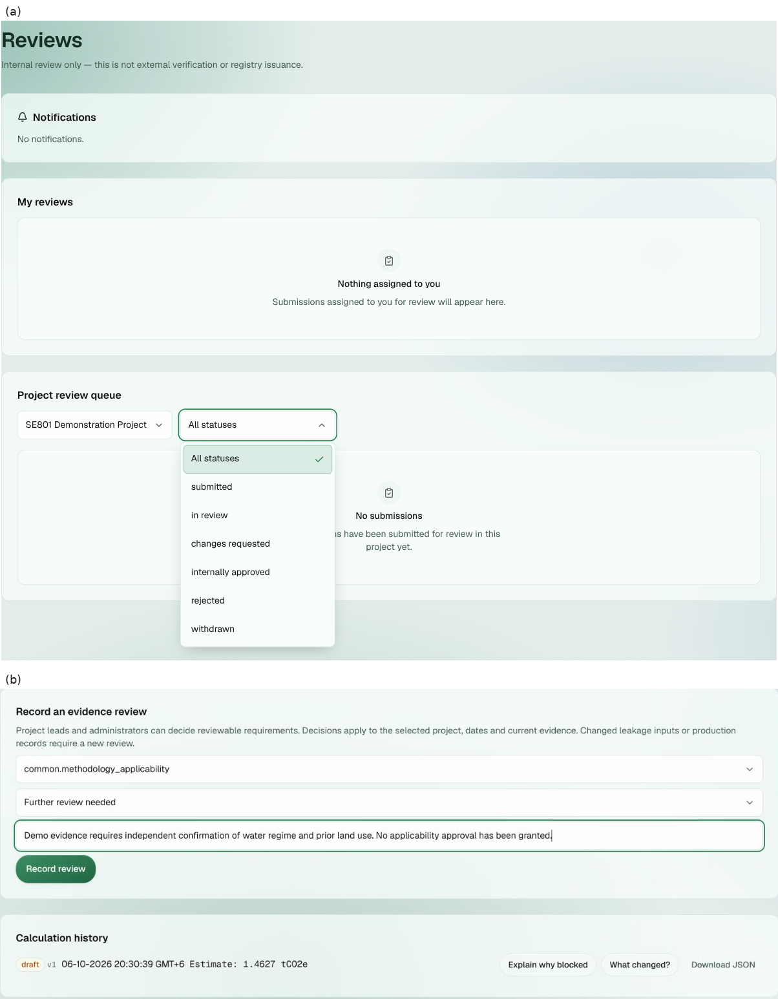 (a)
Reviews
Internal review only — this is not external verification or registry issuance.
Notifications
No notifications.
My reviews
Nothing assigned to you
Submissions assigned to you for review will appear here.
Project review queue
SE801 Demonstration Project
All statuses
All statuses
submitted
in review
changes requested
internally approved
rejected
withdrawn
No submissions
have been submitted for review in this
project yet.
(b)
Record an evidence review
Project leads and administrators can decide reviewable requirements. Decisions apply to the selected project, dates and current evidence. Changed leakage inputs or production
records require a new review.
common.methodology_applicability
Further review needed
Demo evidence requires independent confirmation of water regime and prior land use. No applicability approval has been granted.
Record review
Calculation history
draft v1 06-10-2026 20:30:39 GMT+6 Estimate: 1.4627 tCO2e
Explain why blocked
What changed?
Download JSON